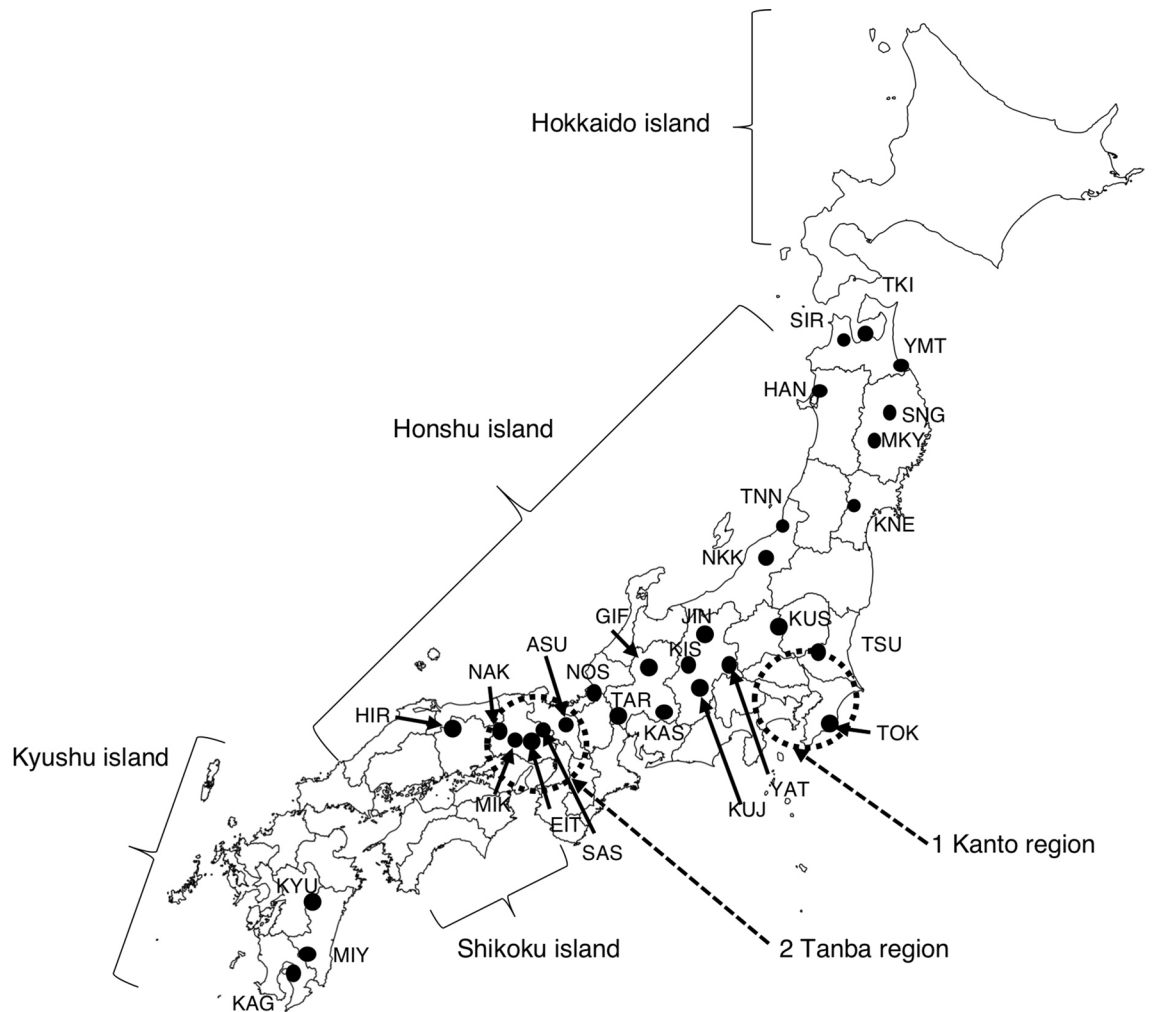 Hokkaido island
TKI
SIR
YMT
HAN
SNG
MKY
Honshu island
TNN
KNE
NKK
GIF
JIN
KUS
ASU
KIS
TSU
NAK
NOS
TAR
HIR
KAS
TOK
Kyushu island
YAT
MIK
KUJ
EIT
1 Kanto region
SAS
KYU
Shikoku island
2 Tanba region
MIY
KAG